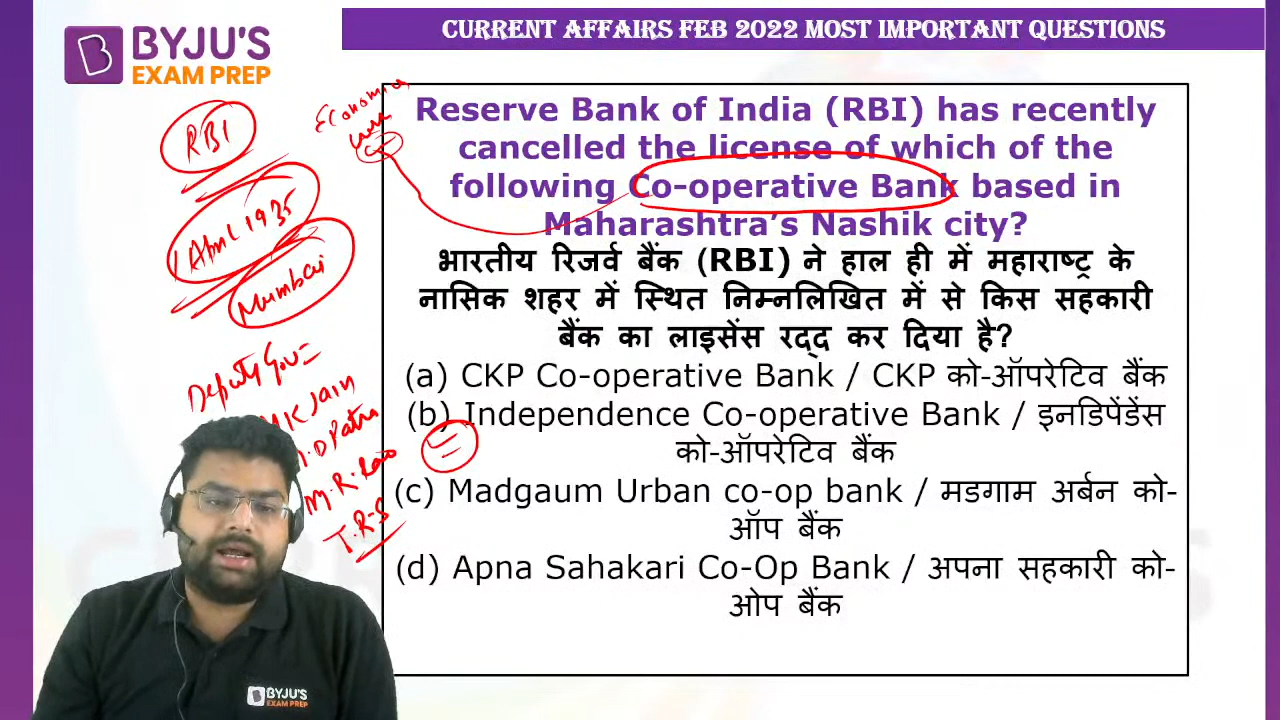 CURRENT AFFAIRS FEB 2022 MOST IMPORTANT QUESTIONS
BYJU'S
EXAM PREP
RBI
1 April 1935
Mumbai
Deputy Gov =
M K Jain
M.D Patra
M.R.Rao
T.R.S
Economics
Reserve Bank of India (RBI) has recently
cancelled the license of which of the
following Co-operative Bank based in
Maharashtra's Nashik city?
भारतीय रिजर्व बैंक (RBI) ने हाल ही में महाराष्ट्र के
नासिक शहर में स्थित निम्नलिखित में से किस सहकारी
बैंक का लाइसेंस रद्द कर दिया है?
(a) CKP Co-operative Bank / CKP को-ऑपरेटिव बैंक
(b) Independence Co-operative Bank / इनडिपेंडेंस
को-ऑपरेटिव बैंक
(c) Madgaum Urban co-op bank / मडगाम अर्बन को-
ऑप बैंक
(d) Apna Sahakari Co-Op Bank / अपना सहकारी को-
ओप बैंक
BYJU'S
EXAM PREP